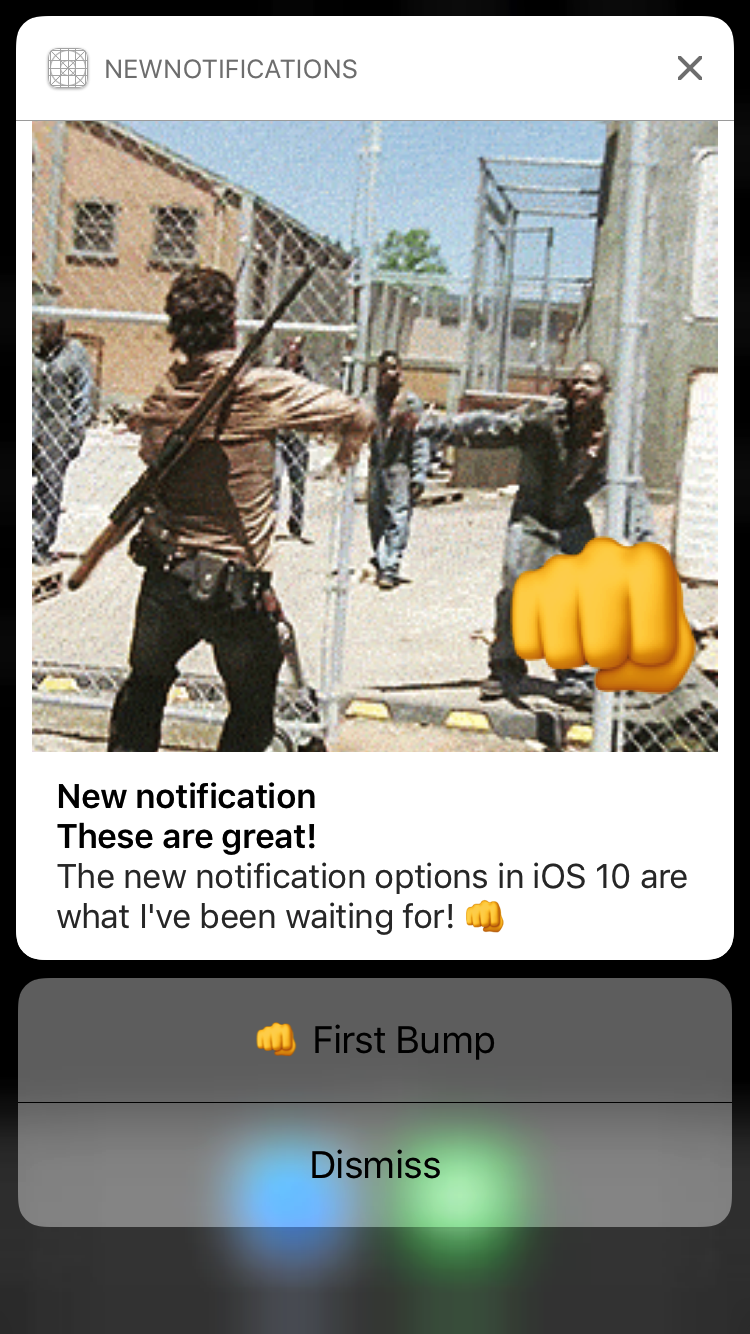 NEWNOTIFICATIONS
New notification
These are great!
The new notification options in iOS 10 are
what I've been waiting for! 👊
👊 First Bump
Dismiss